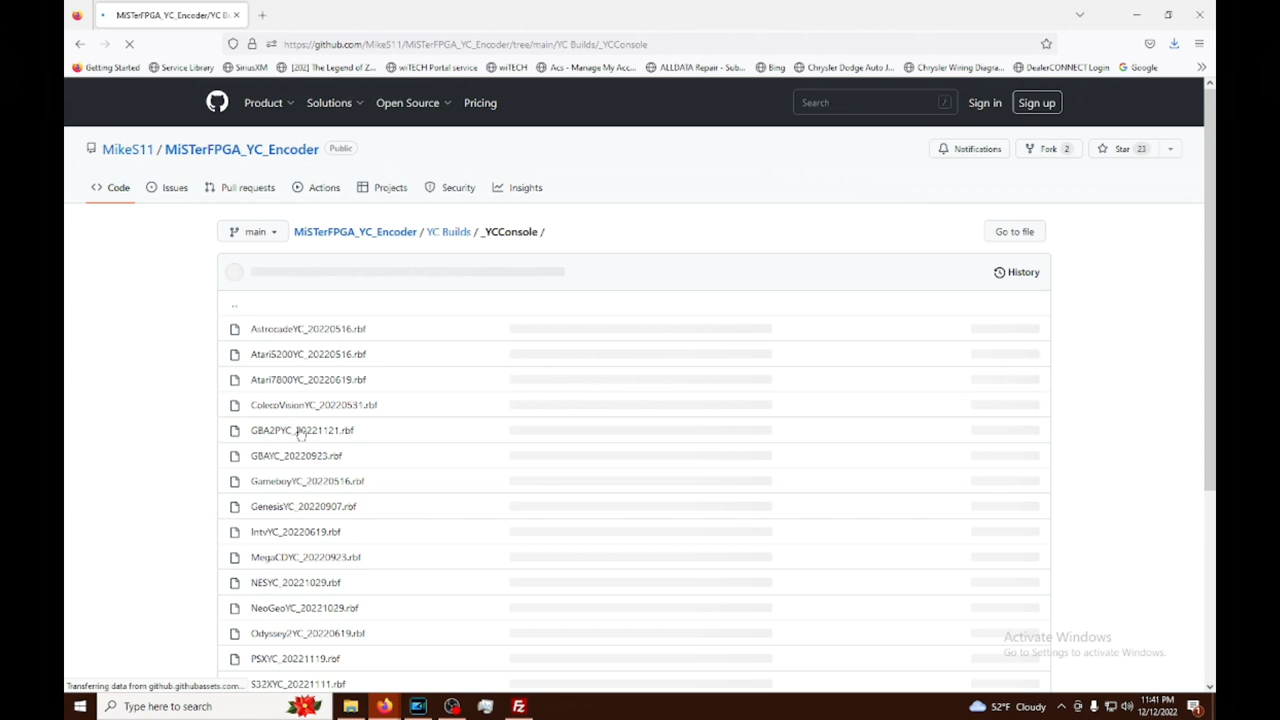 MiSTerFPGA_YC_Encoder/YC Bu
https://github.com/MikeS11/MiSTerFPGA_YC_Encoder/tree/main/YC Builds/_YCConsole
Getting Started Service Library SiriusXM [202] The Legend of Z... wiTECH Portal service wiTECH Acs - Manage My Acc... ALLDATA Repair - Sub... Bing Chrysler Dodge Auto J... Chrysler Wiring Diagra... DealerCONNECT Login Google
Product Solutions Open Source Pricing Search / Sign in Sign up
MikeS11 / MiSTerFPGA_YC_Encoder Public Notifications Fork 2 Star 23
Code Issues Pull requests Actions Projects Security Insights
main MiSTerFPGA_YC_Encoder / YC Builds / _YCConsole / Go to file
History
..
AstrocadeYC_20220516.rbf
Atari5200YC_20220516.rbf
Atari7800YC_20220619.rbf
ColecoVisionYC_20220531.rbf
GBA2PYC_20221121.rbf
GBAYC_20220923.rbf
GameboyYC_20220516.rbf
GenesisYC_20220907.rbf
IntvYC_20220619.rbf
MegaCDYC_20220923.rbf
NESYC_20221029.rbf
NeoGeoYC_20221029.rbf
Odyssey2YC_20220619.rbf
Activate Windows
Go to Settings to activate Windows.
PSXYC_20221119.rbf
S32XYC_20221111.rbf
Transferring data from github.githubassets.com...
Type here to search
52°F Cloudy
11:41 PM
12/12/2022
1